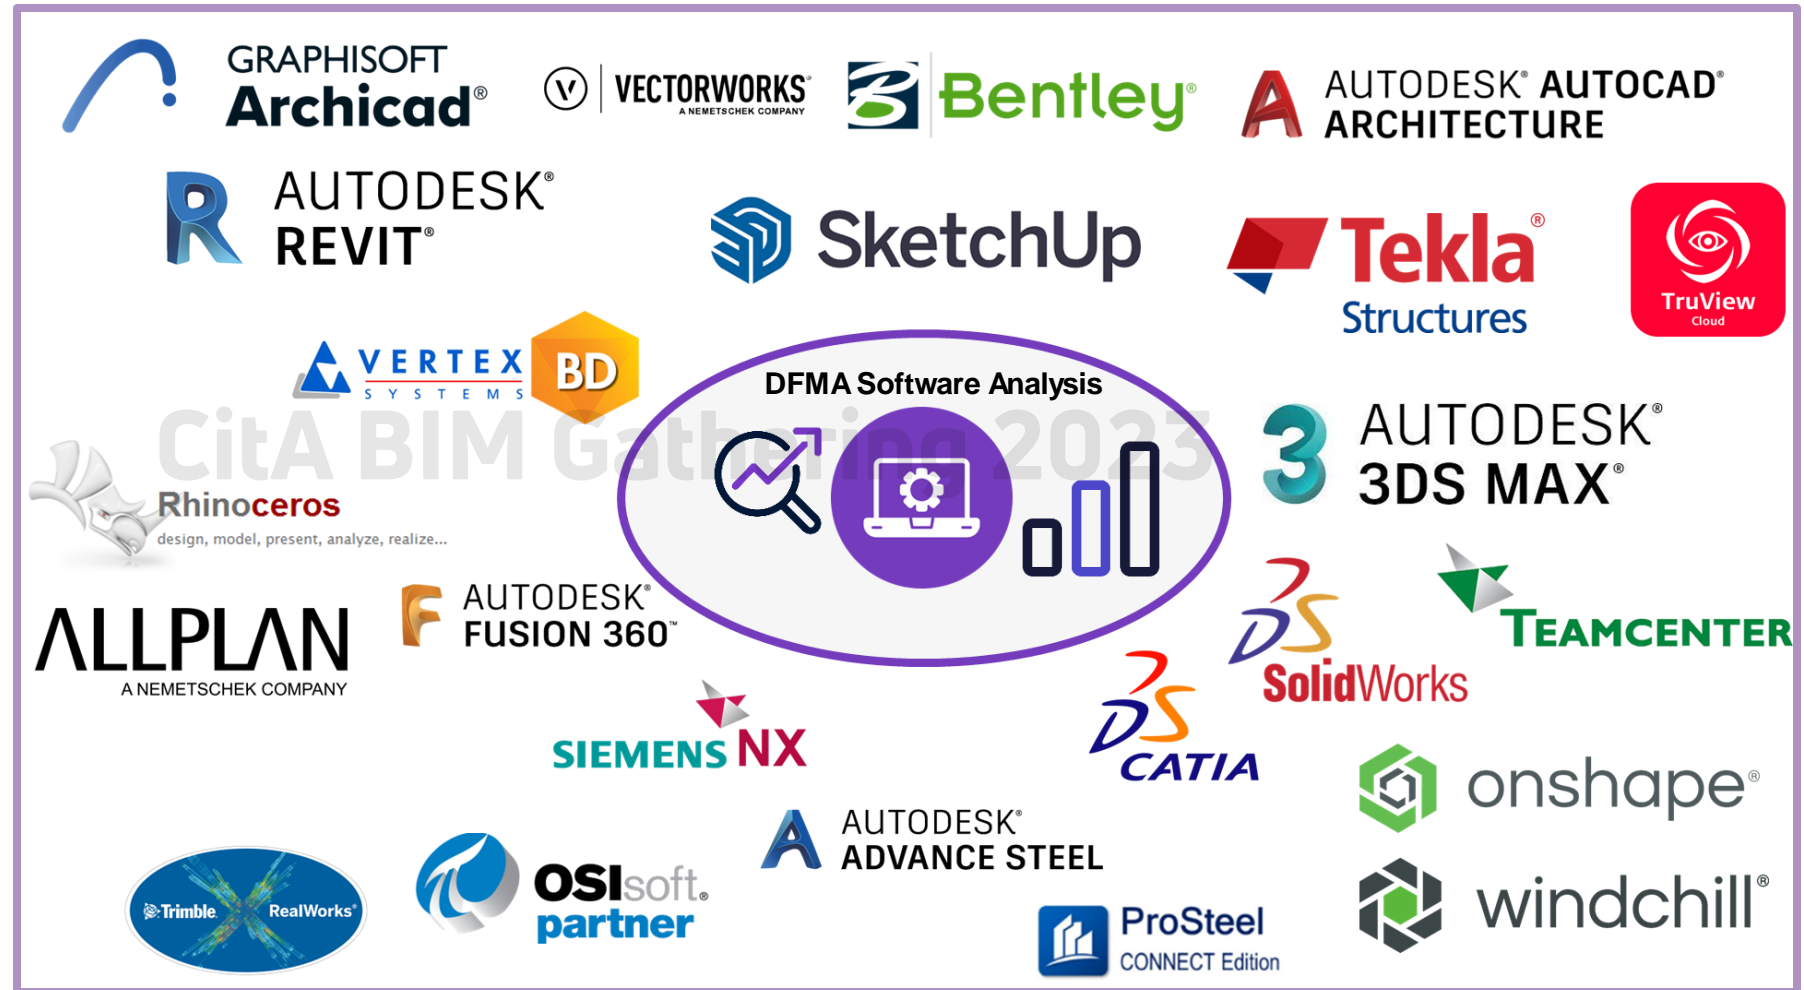 GRAPHISOFT
Archicad®
V
VECTORWORKS®
A NEMETSCHEK COMPANY
B
Bentley®
A
AUTODESK® AUTOCAD®
ARCHITECTURE
R
AUTODESK®
REVIT®
SketchUp
Tekla®
Structures
TruView
Cloud
VERTEX
SYSTEMS
BD
DFMA Software Analysis
CitA BIM Gathering 2023
3
AUTODESK®
3DS MAX®
Rhinoceros
design, model, present, analyze, realize...
F
AUTODESK®
FUSION 360™
ALLPLAN
A NEMETSCHEK COMPANY
DS
SolidWorks
TEAMCENTER
SIEMENS NX
DS
CATIA
onshape®
A
AUTODESK®
ADVANCE STEEL
Trimble. RealWorks®
OSIsoft®
partner
windchill®
ProSteel
CONNECT Edition